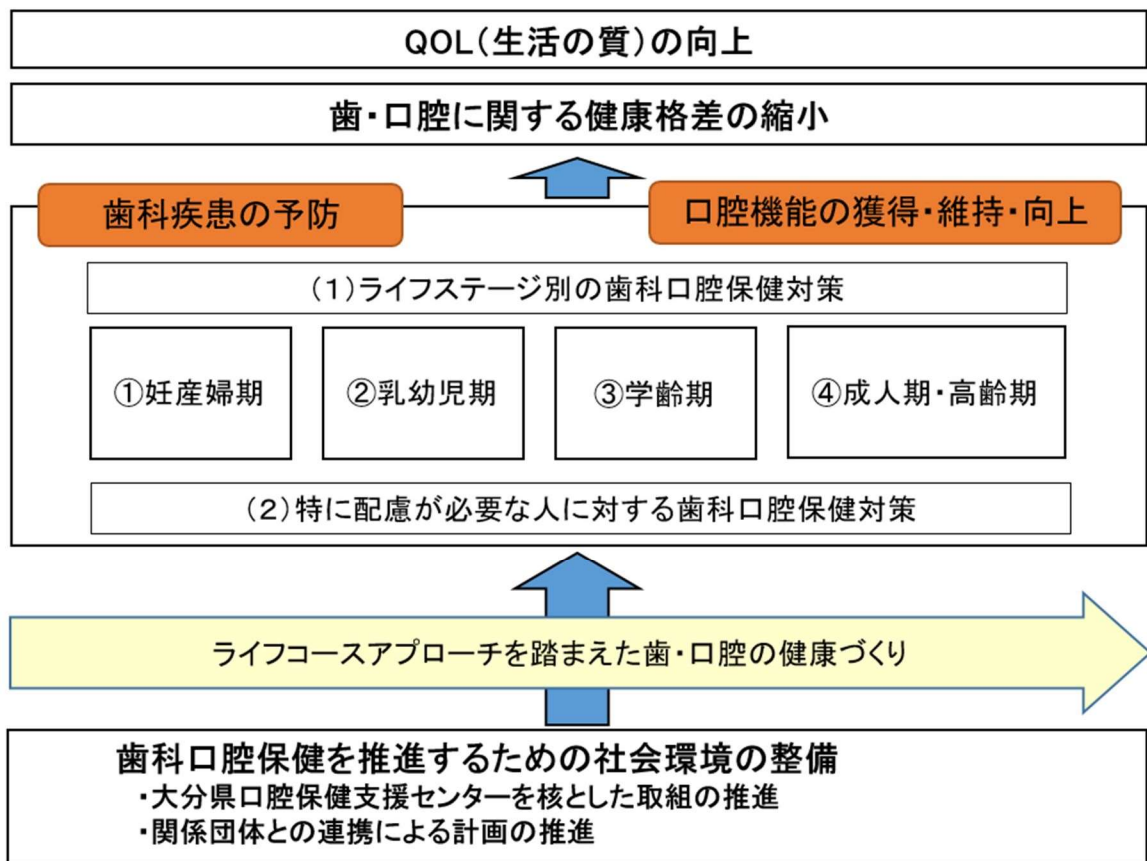 QOL(生活の質)の向上
歯・口腔に関する健康格差の縮小
歯科疾患の予防
口腔機能の獲得・維持・向上
(1)ライフステージ別の歯科口腔保健対策
①妊産婦期
②乳幼児期
③学齢期
④成人期・高齢期
(2)特に配慮が必要な人に対する歯科口腔保健対策
ライフコースアプローチを踏まえた歯・口腔の健康づくり
歯科口腔保健を推進するための社会環境の整備
・大分県口腔保健支援センターを核とした取組の推進
・関係団体との連携による計画の推進